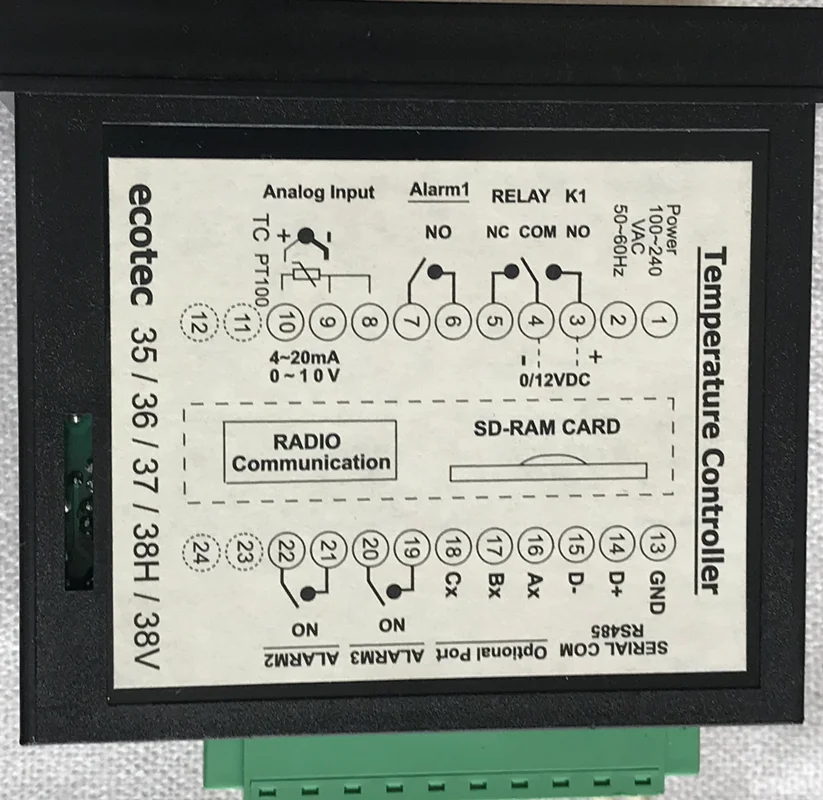 Temperature Controller
Analog Input
Alarm1
RELAY K1
Power
100~240
VAC
50~60Hz
NO
NC COM NO
TC PT100
+ -
12
11
10
9
8
7
6
5
4
3
2
1
4~20mA
0~10V
- +
0/12VDC
RADIO
Communication
SD-RAM CARD
24
23
22
21
20
19
18
17
16
15
14
13
Cx
Bx
Ax
D-
D+
GND
NO
NO
ALARM2
ALARM3
Optional Port
SERIAL COM
RS485
ecotec 35 / 36 / 37 / 38H / 38V